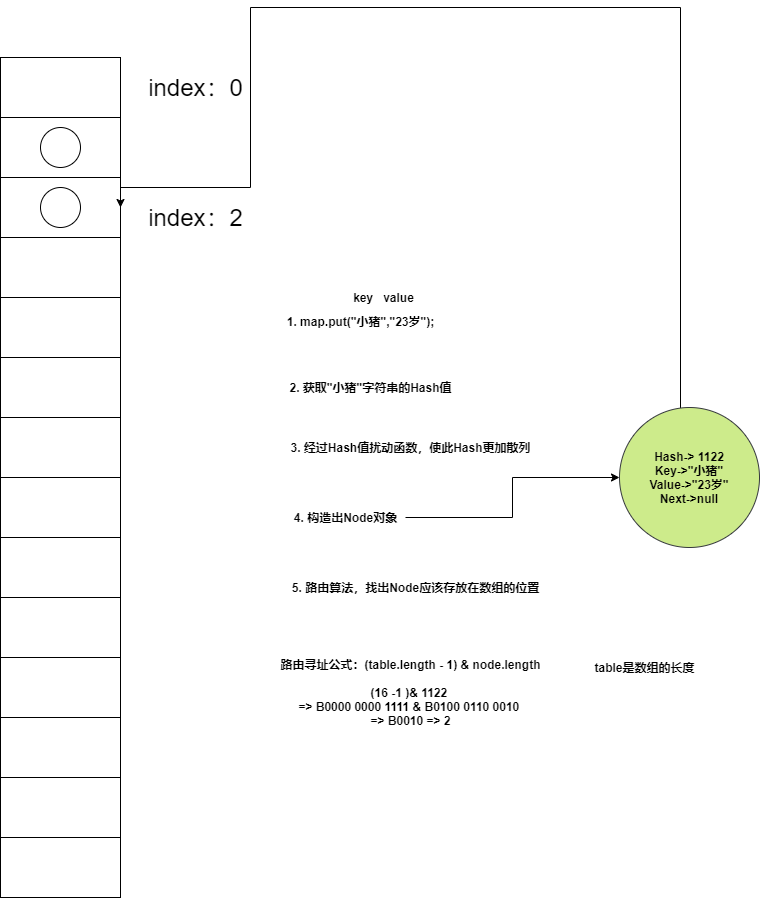 index：0
index：2
key value
1. map.put("小猪","23岁");
2. 获取"小猪"字符串的Hash值
3. 经过Hash值扰动函数，使此Hash更加散列
Hash-> 1122
Key->"小猪"
Value->"23岁"
Next->null
4. 构造出Node对象
5. 路由算法，找出Node应该存放在数组的位置
路由寻址公式：(table.length - 1) & node.length
table是数组的长度
(16 -1 )& 1122
=> B0000 0000 1111 & B0100 0110 0010
=> B0010 => 2